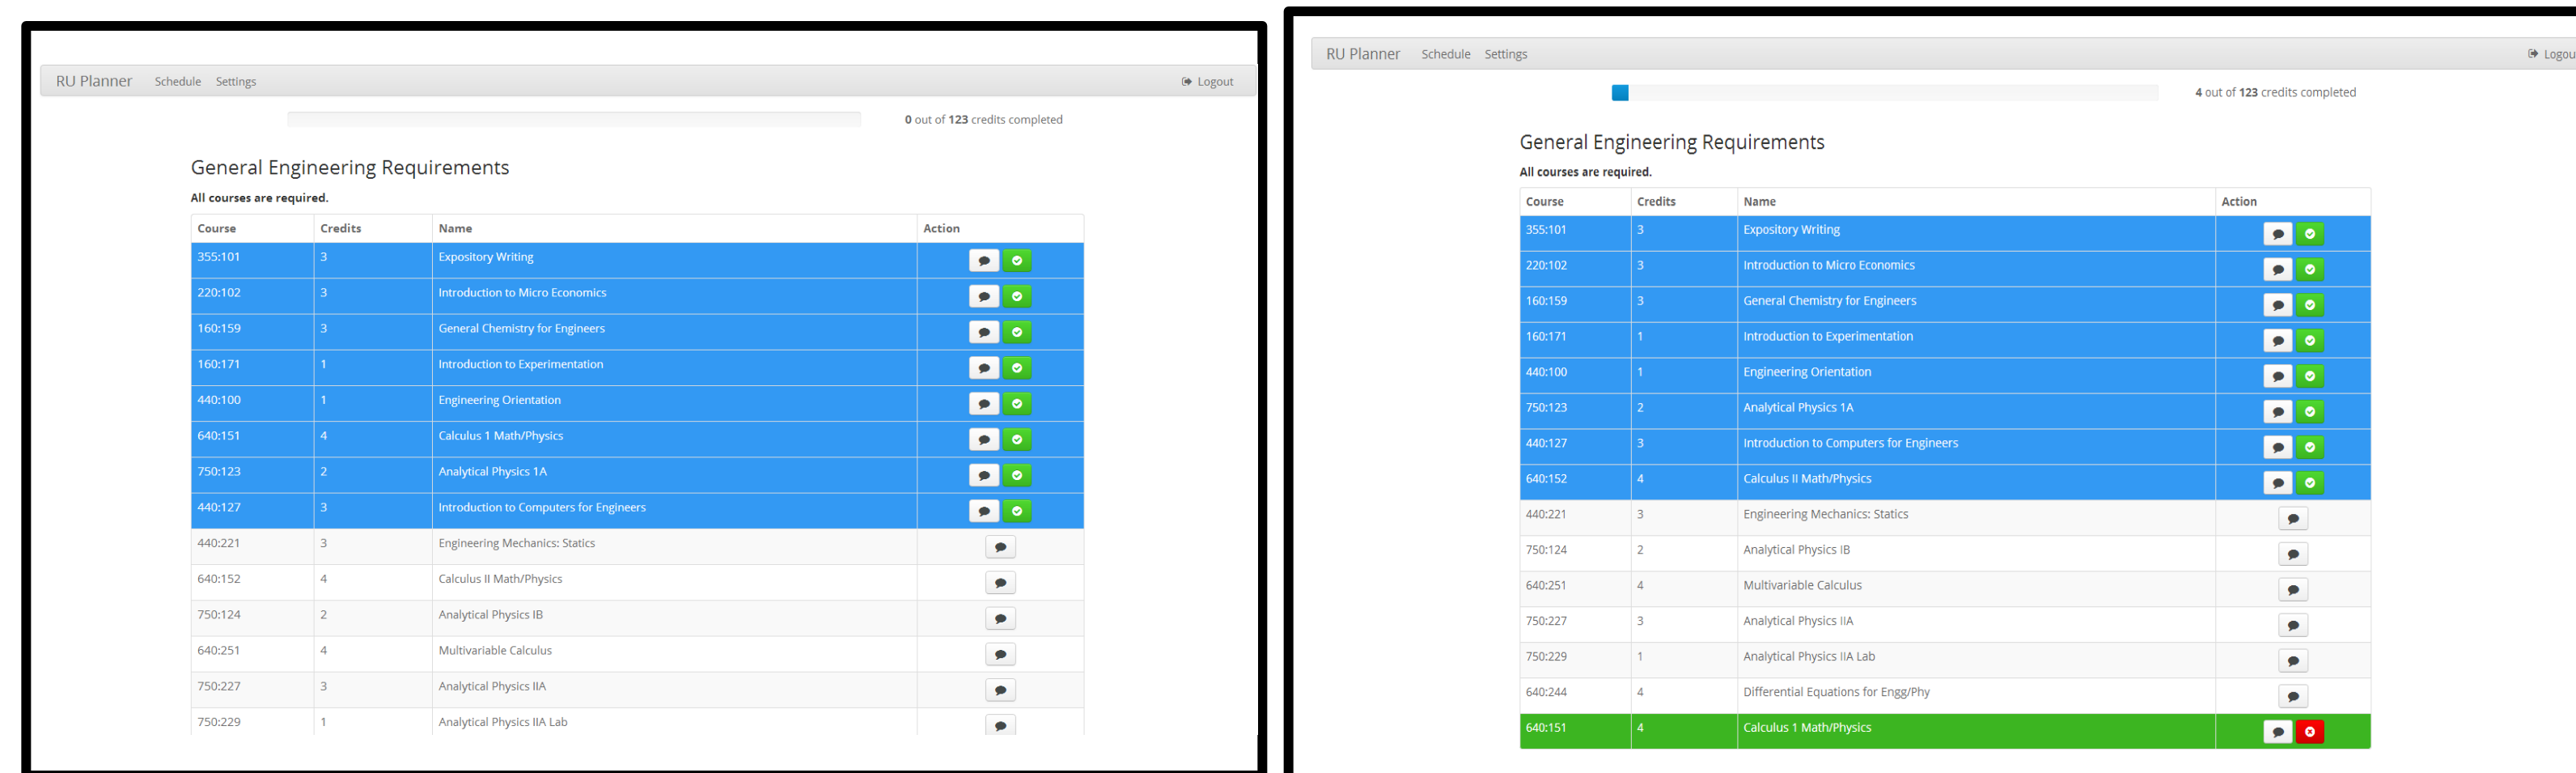 RU Planner Schedule Settings Logout
0 out of 123 credits completed
General Engineering Requirements
All courses are required.
Course Credits Name Action
355:101 3 Expository Writing
220:102 3 Introduction to Micro Economics
160:159 3 General Chemistry for Engineers
160:171 1 Introduction to Experimentation
440:100 1 Engineering Orientation
640:151 4 Calculus 1 Math/Physics
750:123 2 Analytical Physics 1A
440:127 3 Introduction to Computers for Engineers
440:221 3 Engineering Mechanics: Statics
640:152 4 Calculus II Math/Physics
750:124 2 Analytical Physics IB
640:251 4 Multivariable Calculus
750:227 3 Analytical Physics IIA
750:229 1 Analytical Physics IIA Lab
RU Planner Schedule Settings Logou
4 out of 123 credits completed
General Engineering Requirements
All courses are required.
Course Credits Name Action
355:101 3 Expository Writing
220:102 3 Introduction to Micro Economics
160:159 3 General Chemistry for Engineers
160:171 1 Introduction to Experimentation
440:100 1 Engineering Orientation
750:123 2 Analytical Physics 1A
440:127 3 Introduction to Computers for Engineers
640:152 4 Calculus II Math/Physics
440:221 3 Engineering Mechanics: Statics
750:124 2 Analytical Physics IB
640:251 4 Multivariable Calculus
750:227 3 Analytical Physics IIA
750:229 1 Analytical Physics IIA Lab
640:244 4 Differential Equations for Engg/Phy
640:151 4 Calculus 1 Math/Physics